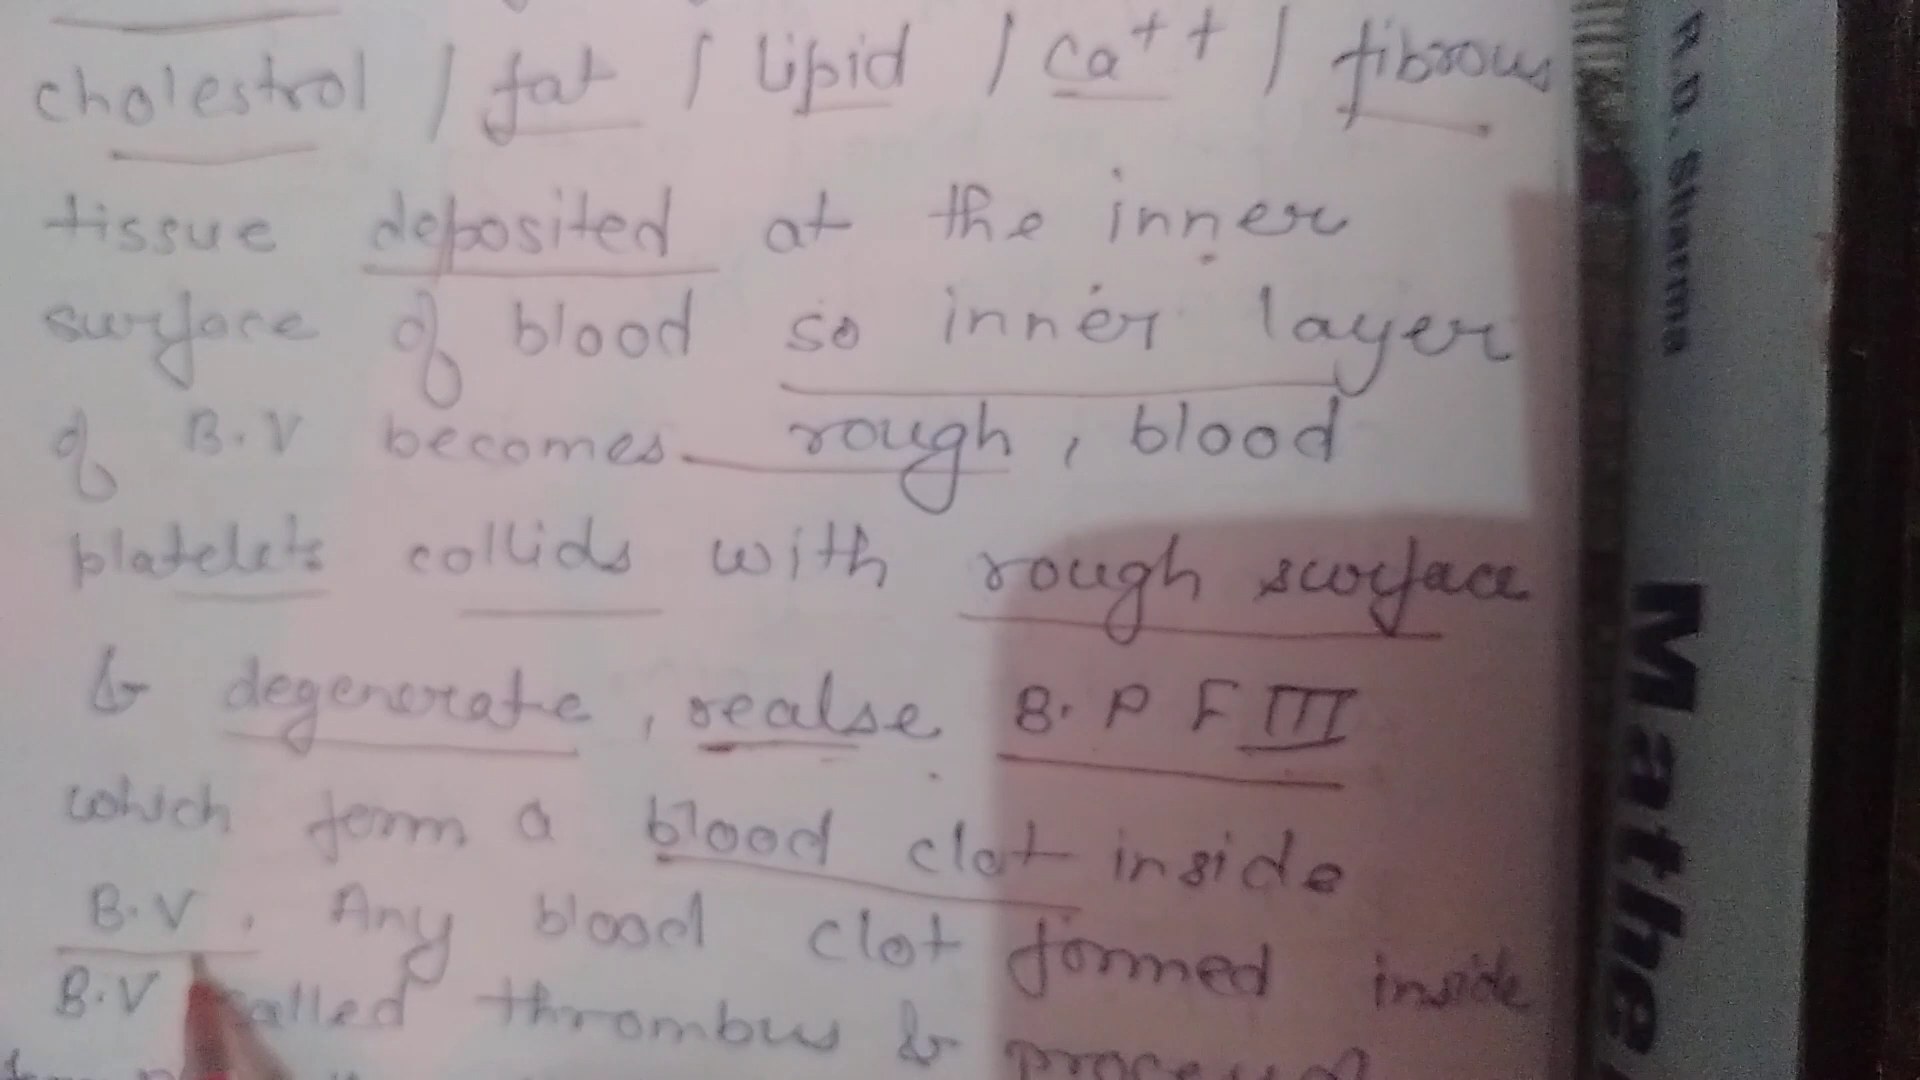 cholestrol / fat / lipid / ca++ / fibrous
tissue deposited at the inner
surface of blood so inner layer
of B.V becomes rough, blood
platelets collids with rough surface
& degenerate, realse B.P F III
which form a blood clot inside
B.V. Any blood clot formed inside
B.V called thrombus & process
R.D. Sharma
Mathe